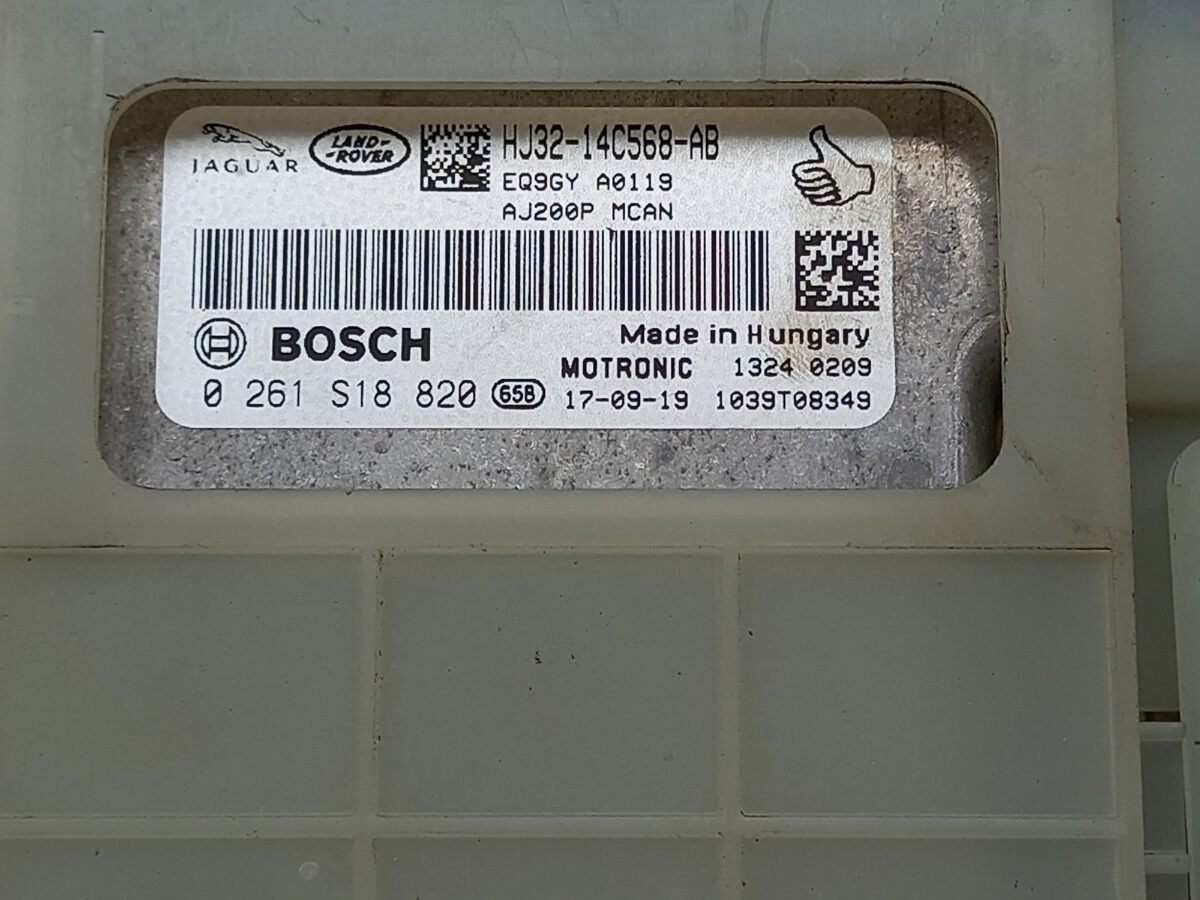 JAGUAR
LAND-
-ROVER
HJ32-14C568-AB
EQ9GY A0119
AJ200P MCAN
BOSCH
Made in Hungary
MOTRONIC 1324 0209
0 261 S18 820 65B 17-09-19 1039T08349